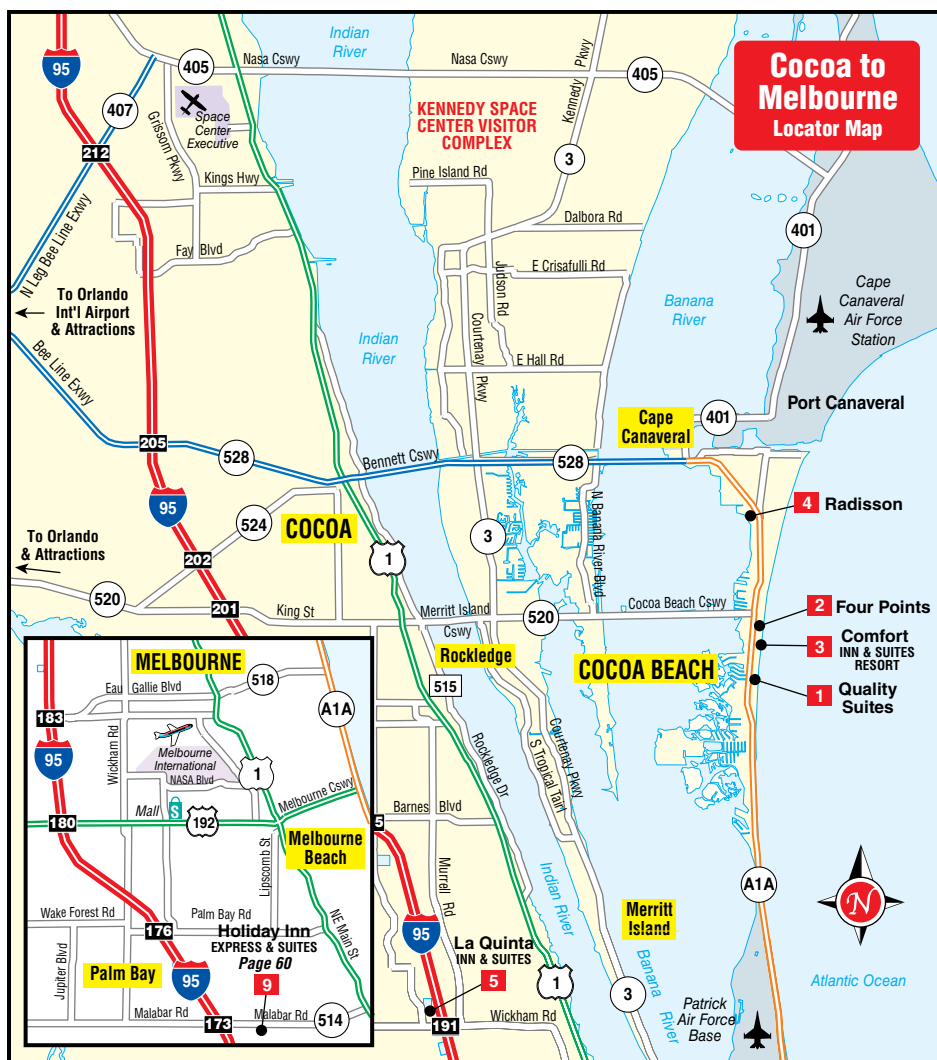 Cocoa to
Melbourne
Locator Map
Indian
River
95
405
Nasa Cswy
Nasa Cswy
405
Kennedy Pkwy
407
Space
Center
Executive
Grissom Pkwy
KENNEDY SPACE
CENTER VISITOR
COMPLEX
212
3
Kings Hwy
Pine Island Rd
Dalbora Rd
401
N Leg Bee Line Exwy
Fay Blvd
Judson Rd
E Crisafulli Rd
To Orlando
Int'l Airport
& Attractions
Indian
River
Courtenay Pkwy
Banana
River
Cape
Canaveral
Air Force
Station
Bee Line Exwy
E Hall Rd
Cape
Canaveral
401
Port Canaveral
205
528
Bennett Cswy
528
95
524
COCOA
1
3
N Banana River Blvd
4
Radisson
To Orlando
& Attractions
202
520
201
King St
Merritt Island
Cswy
520
Cocoa Beach Cswy
2
Four Points
3
Comfort
INN & SUITES
RESORT
Rockledge
COCOA BEACH
1
Quality
Suites
515
Rockledge Dr
S Tropical Tairl
Courtenay Pkwy
MELBOURNE
518
Eau Gallie Blvd
A1A
183
Wickham Rd
95
Melbourne
International
NASA Blvd
1
Melbourne Cswy
Mall
S
180
192
Melbourne
Beach
Lipscomb St
Wake Forest Rd
176
Palm Bay Rd
NE Main St
Holiday Inn
EXPRESS & SUITES
Page 60
9
Jupiter Blvd
Palm Bay
95
Malabar Rd
173
Malabar Rd
514
5
Barnes Blvd
Murrell Rd
95
La Quinta
INN & SUITES
5
191
Wickham Rd
1
Indian River
Merritt
Island
3
Banana River
A1A
N
Atlantic Ocean
Patrick
Air Force
Base